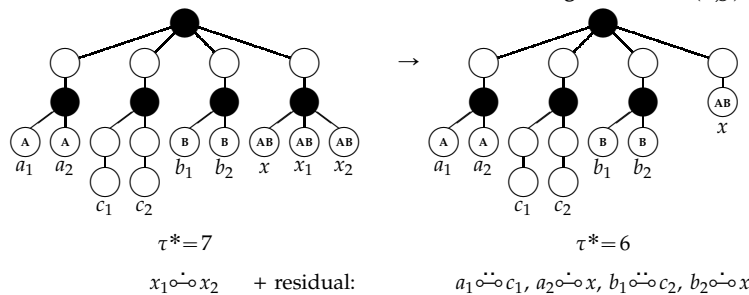 →
A A B B AB AB AB
a₁ a₂ b₁ b₂ x x₁ x₂
c₁ c₂
AB
x
A A B B
a₁ a₂ b₁ b₂
c₁ c₂
τ*=7 τ*=6
x₁⊶̇x₂ + residual: a₁⊶̈c₁, a₂⊶̇x, b₁⊶̈c₂, b₂⊶̇x